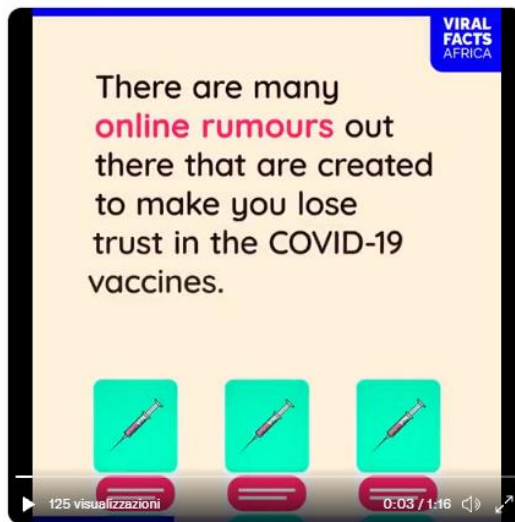 VIRAL
FACTS
AFRICA
There are many
online rumours out
there that are created
to make you lose
trust in the COVID-19
vaccines.
125 visualizzazioni
0:03 / 1:16